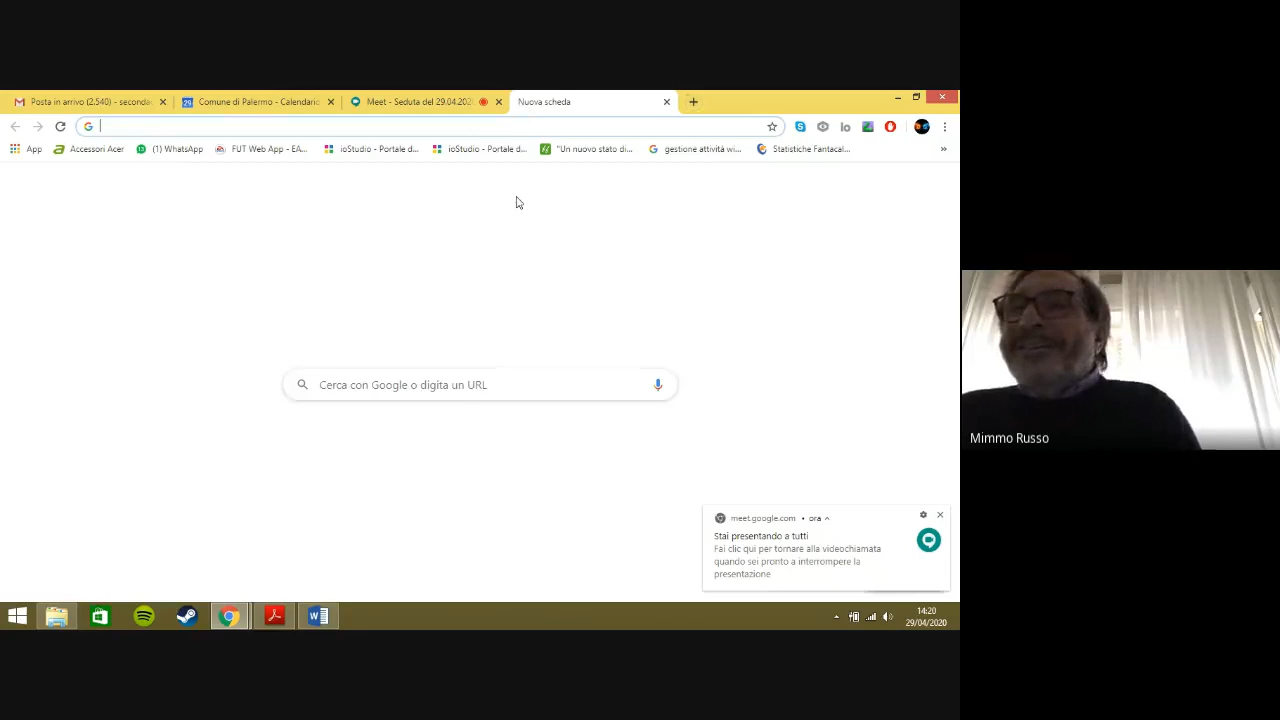 Posta in arrivo (2.540) - seconda
Comune di Palermo - Calendario
Meet - Seduta del 29.04.202
Nuova scheda
App
Accessori Acer
(1) WhatsApp
FUT Web App - EA...
ioStudio - Portale d...
ioStudio - Portale d...
"Un nuovo stato di...
gestione attività wi...
Statistiche Fantacal...
»
Cerca con Google o digita un URL
Mimmo Russo
meet.google.com • ora
Stai presentando a tutti
Fai clic qui per tornare alla videochiamata
quando sei pronto a interrompere la
presentazione
14:20
29/04/2020